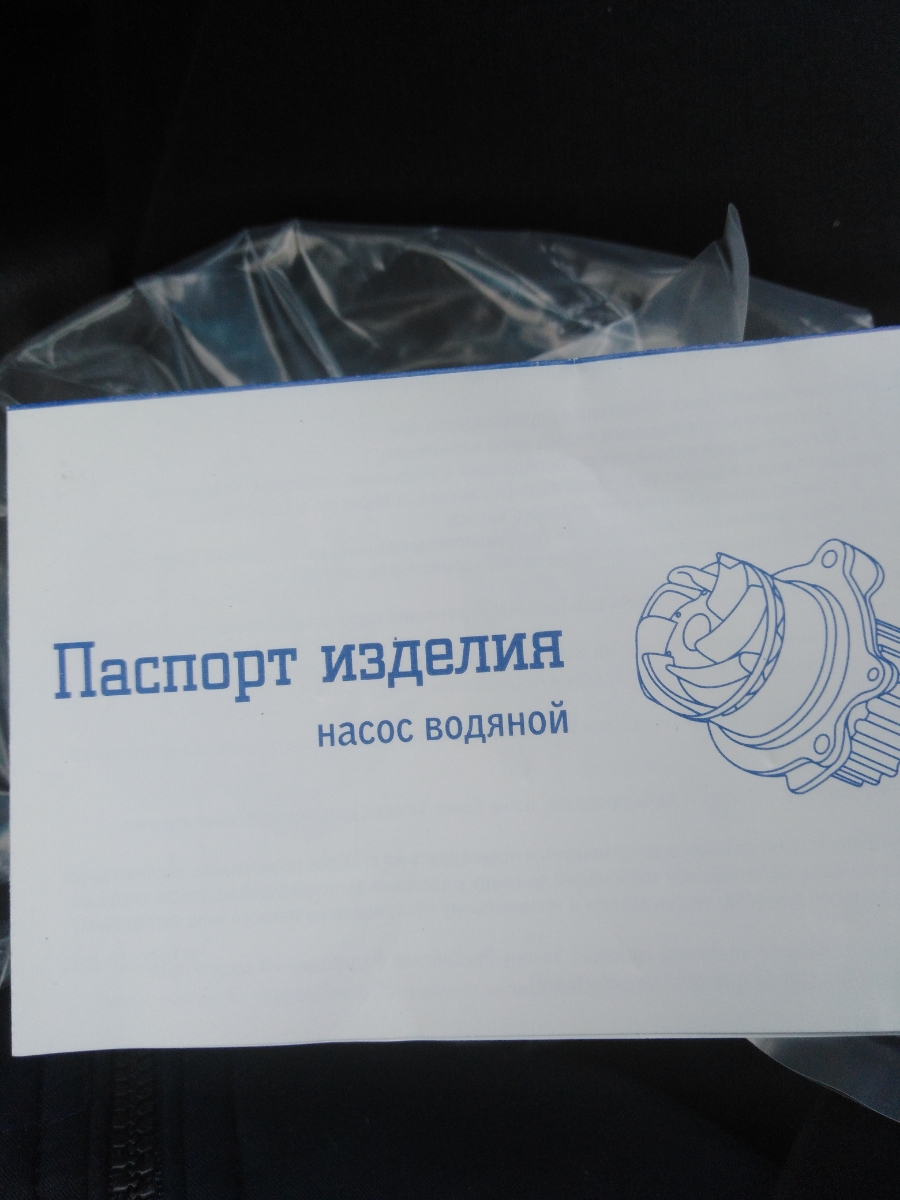 Паспорт изделия
насос водяной